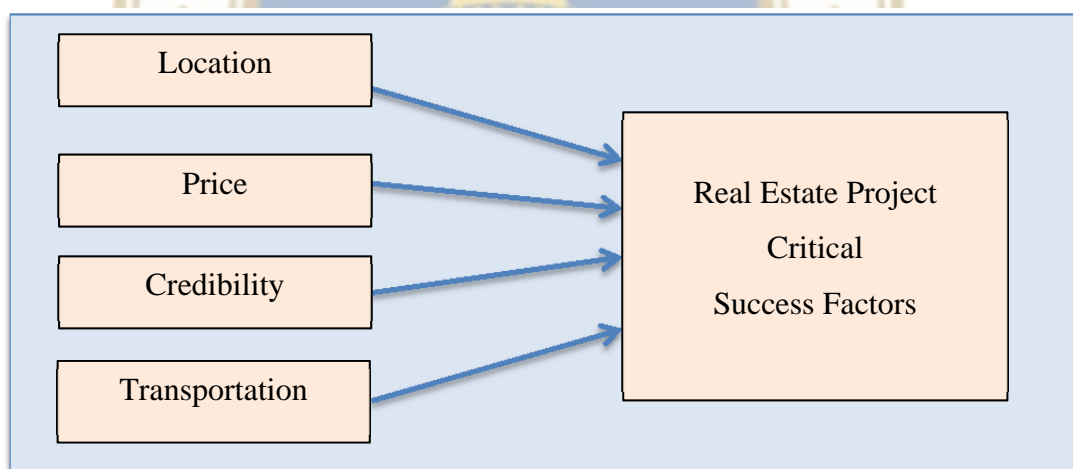 Location
Price
Credibility
Transportation
Real Estate Project
Critical
Success Factors